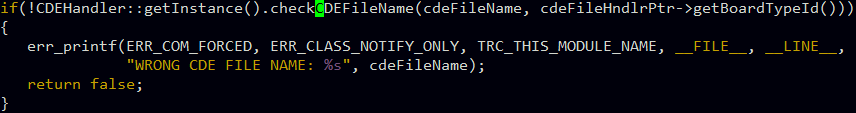 if(!CDEHandler::getInstance().checkCDEFileName(cdeFileName, cdeFileHndlrPtr->getBoardTypeId()))
{
   err_printf(ERR_COM_FORCED, ERR_CLASS_NOTIFY_ONLY, TRC_THIS_MODULE_NAME, __FILE__, __LINE__,
              "WRONG CDE FILE NAME: %s", cdeFileName);
   return false;
}